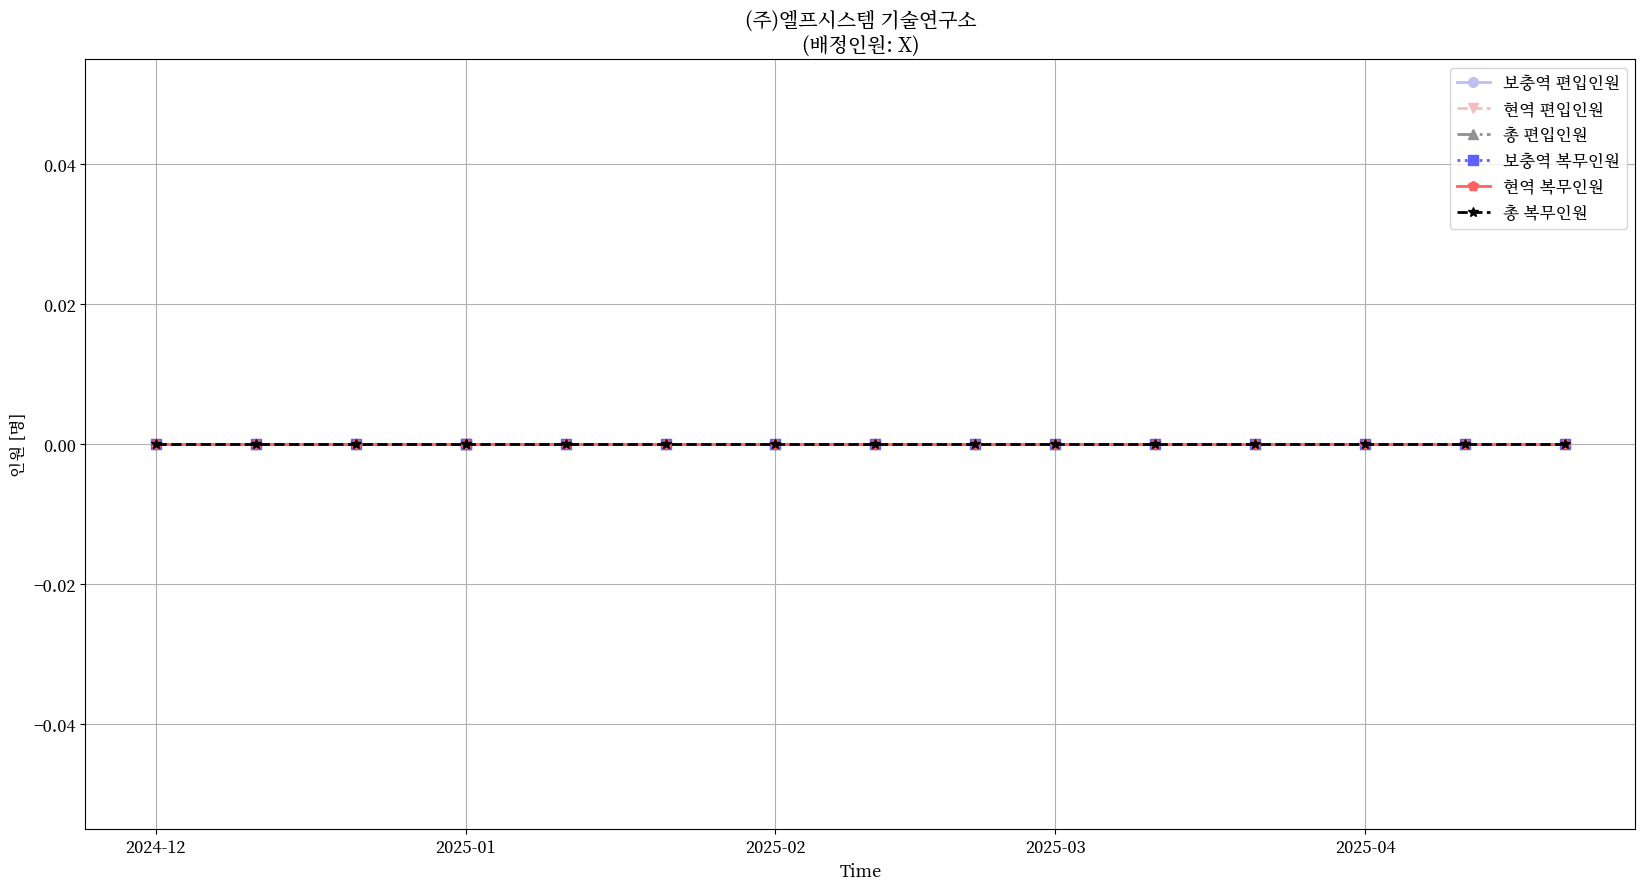 (주)엘프시스템 기술연구소
(배정인원: X)
보충역 편입인원
현역 편입인원
총 편입인원
보충역 복무인원
현역 복무인원
총 복무인원
인원 [명]
0.04
0.02
0.00
−0.02
−0.04
2024-12
2025-01
2025-02
2025-03
2025-04
Time